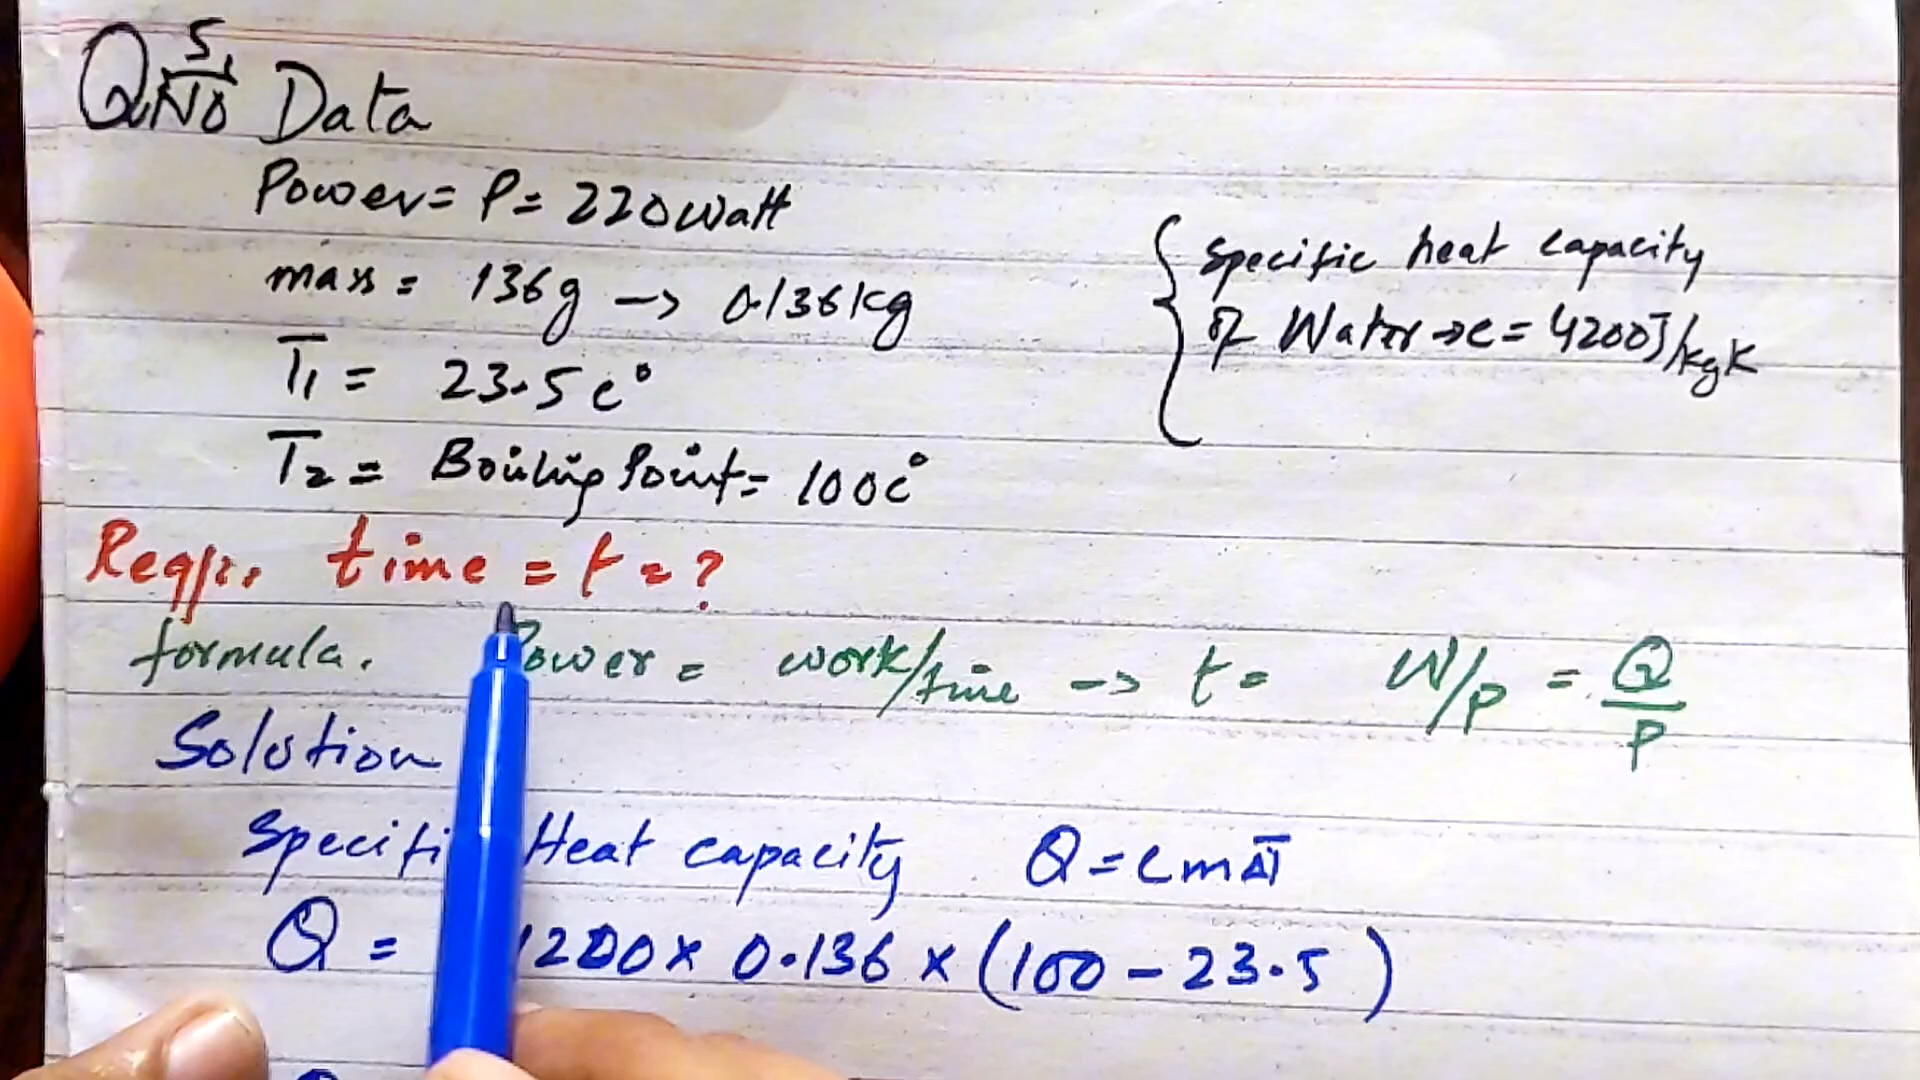 Q.No 5, Data
Power = P = 220 watt
mass = 136g → 0.136kg
T1 = 23.5 c°
T2 = Boiling Point = 100c°
{ Specific heat capacity
of Water → c = 4200J/kgK
Reqr. time = t = ?
formula. Power = work/time → t = W/P = Q/P
Solution
Specifi Heat capacity Q = cmΔT
Q = 200 × 0.136 × (100 - 23.5)